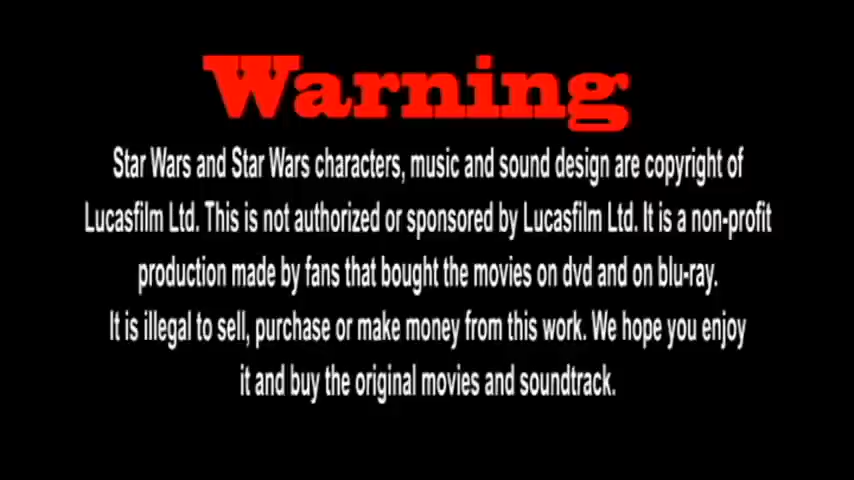 Warning
Star Wars and Star Wars characters, music and sound design are copyright of
Lucasfilm Ltd. This is not authorized or sponsored by Lucasfilm Ltd. It is a non-profit
production made by fans that bought the movies on dvd and on blu-ray.
It is illegal to sell, purchase or make money from this work. We hope you enjoy
it and buy the original movies and soundtrack.